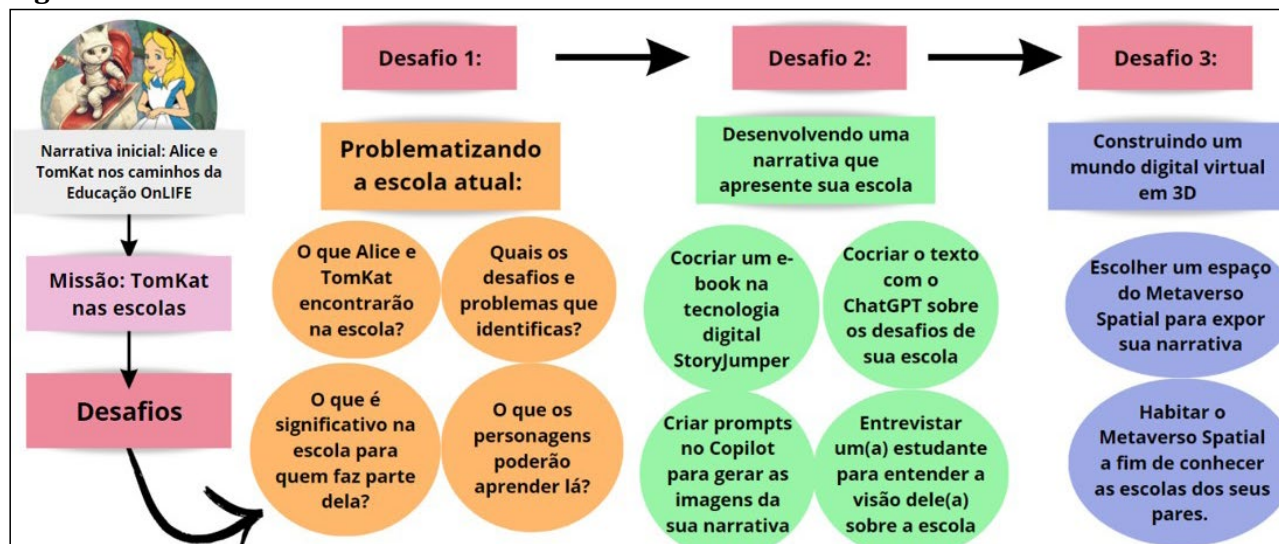 Narrativa inicial: Alice e
TomKat nos caminhos da
Educação OnLIFE
Missão: TomKat
nas escolas
Desafios
Desafio 1:
Problematizando
a escola atual:
O que Alice e
TomKat
encontrarão
na escola?
Quais os
desafios e
problemas que
identificas?
O que é
significativo na
escola para
quem faz parte
dela?
O que os
personagens
poderão
aprender lá?
Desafio 2:
Desenvolvendo uma
narrativa que
apresente sua escola
Cocriar um e-
book na
tecnologia
digital
StoryJumper
Cocriar o texto
com o
ChatGPT sobre
os desafios de
sua escola
Criar prompts
no Copilot
para gerar as
imagens da
sua narrativa
Entrevistar
um(a) estudante
para entender a
visão dele(a)
sobre a escola
Desafio 3:
Construindo um
mundo digital virtual
em 3D
Escolher um espaço
do Metaverso
Spatial para expor
sua narrativa
Habitar o
Metaverso Spatial
a fim de conhecer
as escolas dos seus
pares.